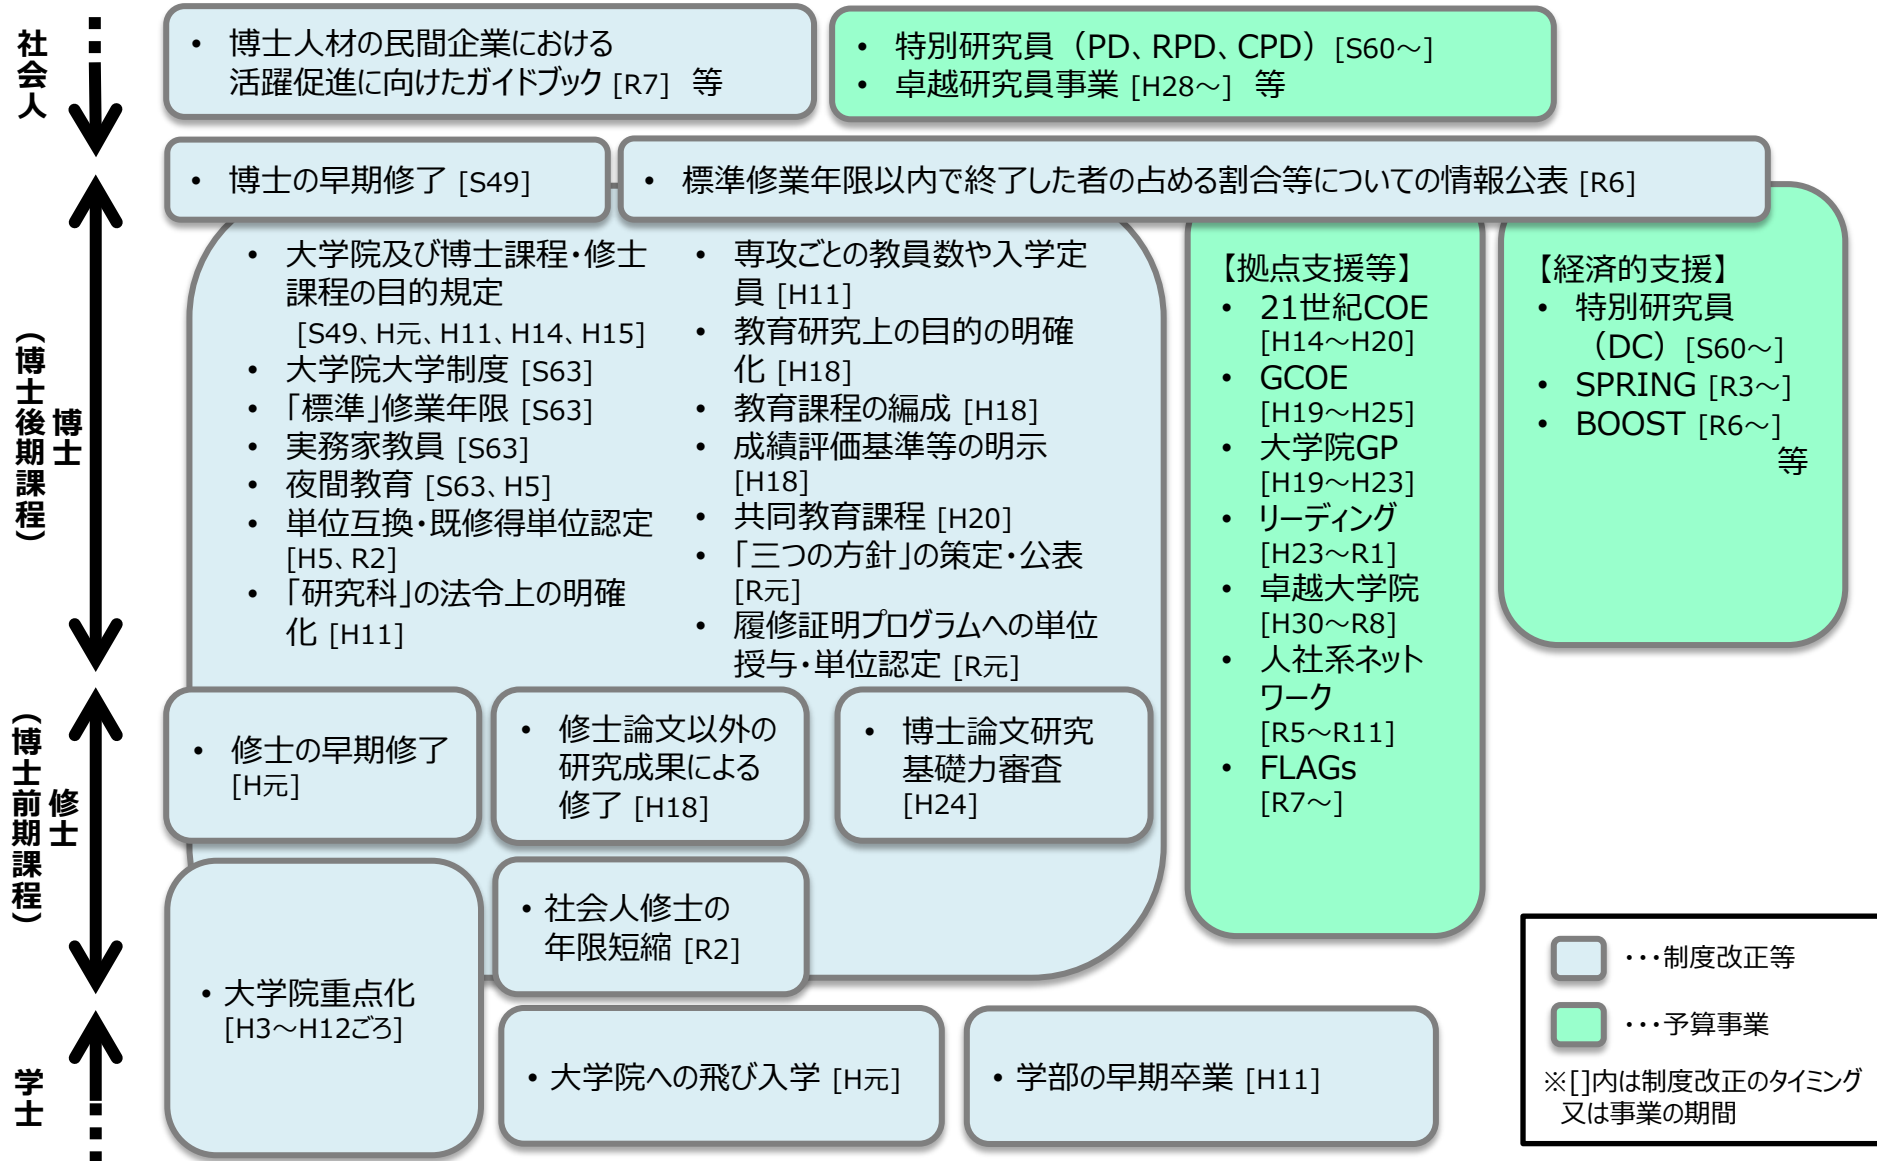 社会人
• 博士人材の民間企業における
活躍促進に向けたガイドブック [R7] 等
• 特別研究員（PD、RPD、CPD）[S60～]
• 卓越研究員事業 [H28～] 等
博士
（博士後期課程）
• 博士の早期修了 [S49]
• 標準修業年限以内で終了した者の占める割合等についての情報公表 [R6]
• 大学院及び博士課程・修士
課程の目的規定
[S49、H元、H11、H14、H15]
• 大学院大学制度 [S63]
• 「標準」修業年限 [S63]
• 実務家教員 [S63]
• 夜間教育 [S63、H5]
• 単位互換・既修得単位認定
[H5、R2]
• 「研究科」の法令上の明確
化 [H11]
• 専攻ごとの教員数や入学定
員 [H11]
• 教育研究上の目的の明確
化 [H18]
• 教育課程の編成 [H18]
• 成績評価基準等の明示
[H18]
• 共同教育課程 [H20]
• 「三つの方針」の策定・公表
[R元]
• 履修証明プログラムへの単位
授与・単位認定 [R元]
【拠点支援等】
• 21世紀COE
[H14～H20]
• GCOE
[H19～H25]
• 大学院GP
[H19～H23]
• リーディング
[H23～R1]
• 卓越大学院
[H30～R8]
• 人社系ネット
ワーク
[R5～R11]
• FLAGs
[R7～]
【経済的支援】
• 特別研究員
（DC）[S60～]
• SPRING [R3～]
• BOOST [R6～]
等
修士
（博士前期課程）
• 修士の早期修了
[H元]
• 修士論文以外の
研究成果による
修了 [H18]
• 博士論文研究
基礎力審査
[H24]
• 社会人修士の
年限短縮 [R2]
• 大学院重点化
[H3～H12ごろ]
学士
• 大学院への飛び入学 [H元]
• 学部の早期卒業 [H11]
・・・制度改正等
・・・予算事業
※[]内は制度改正のタイミング
又は事業の期間